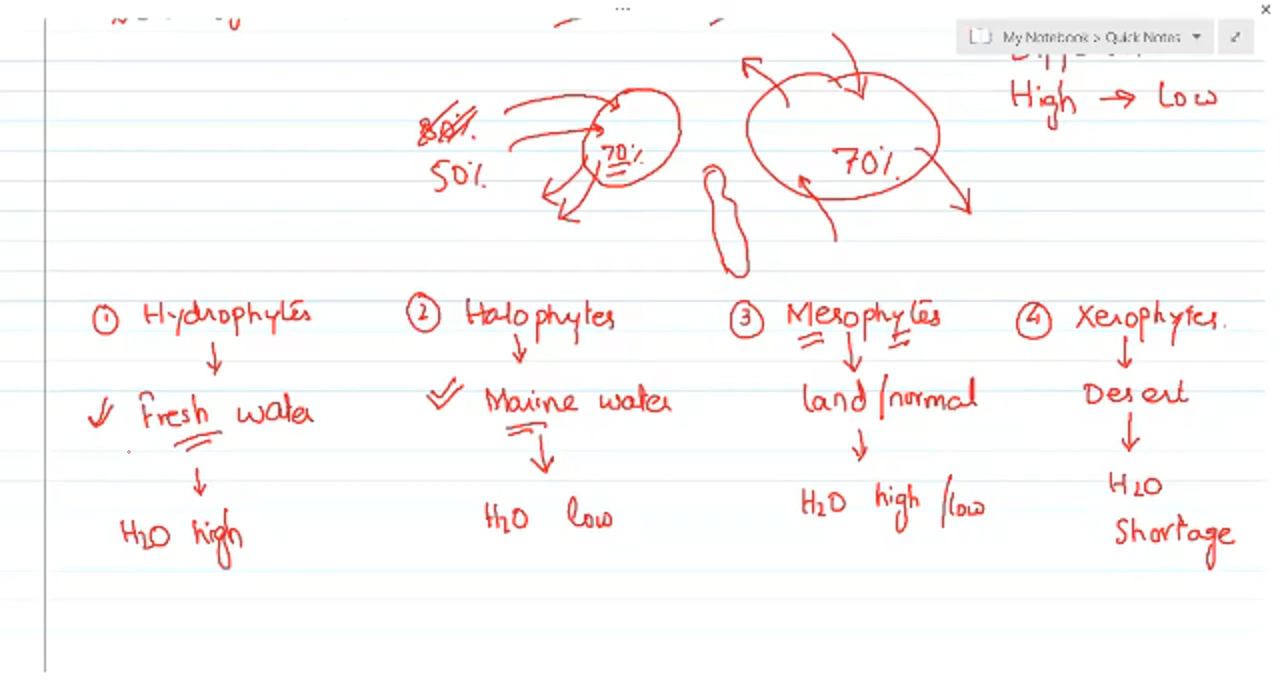 My Notebook > Quick Notes
High → Low
80%
50%
70%
70%
① Hydrophytes
② Halophytes
③ Mesophytes
④ Xerophytes.
Fresh water
Marine water
land/normal
Desert
H2O high
H2O low
H2O high/low
H2O
Shortage